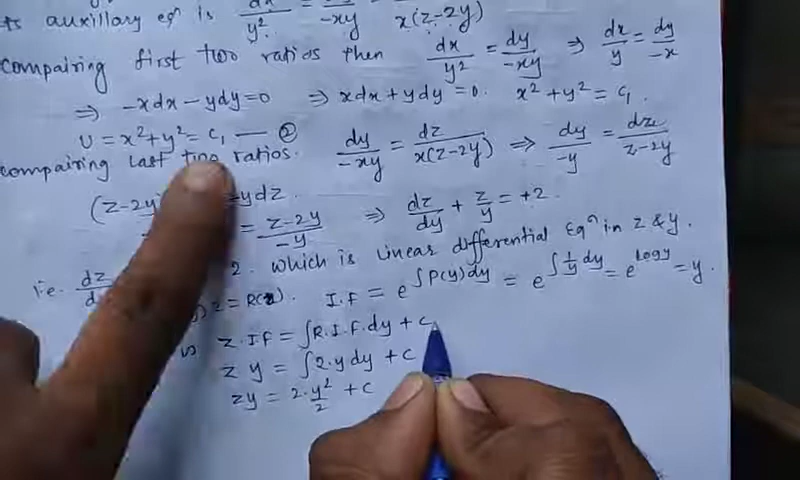 auxillary eqⁿ is dx/y² = /-xy x(z-2y)
comparing first two ratios then dx/y² = dy/-xy ⇒ dx/y = dy/-x
⇒ -xdx - ydy = 0 ⇒ xdx + ydy = 0. x² + y² = c₁.
U = x² + y² = c₁ — ②
comparing last two ratios. dy/-xy = dz/x(z-2y) ⇒ dy/-y = dz/z-2y
(z-2y) -ydz.
= z-2y/-y ⇒ dz/dy + z/y = +2.
i.e. dz/d 2. which is linear differential Eqⁿ in z & y.
z = R( ). I.F = e^∫P(y)dy = e^∫1/y dy = e^logy = y.
z. I.F = ∫R.I.F.dy + c
z y = ∫2.y dy + c
zy = 2.y²/2 + c